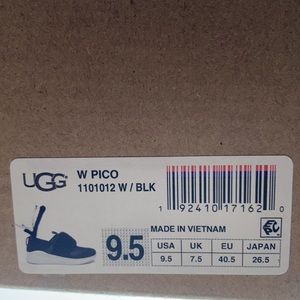 UGG
W PICO
1101012 W / BLK
1 92410 17162 0
MADE IN VIETNAM
9.5
USA UK EU JAPAN
9.5 7.5 40.5 26.5